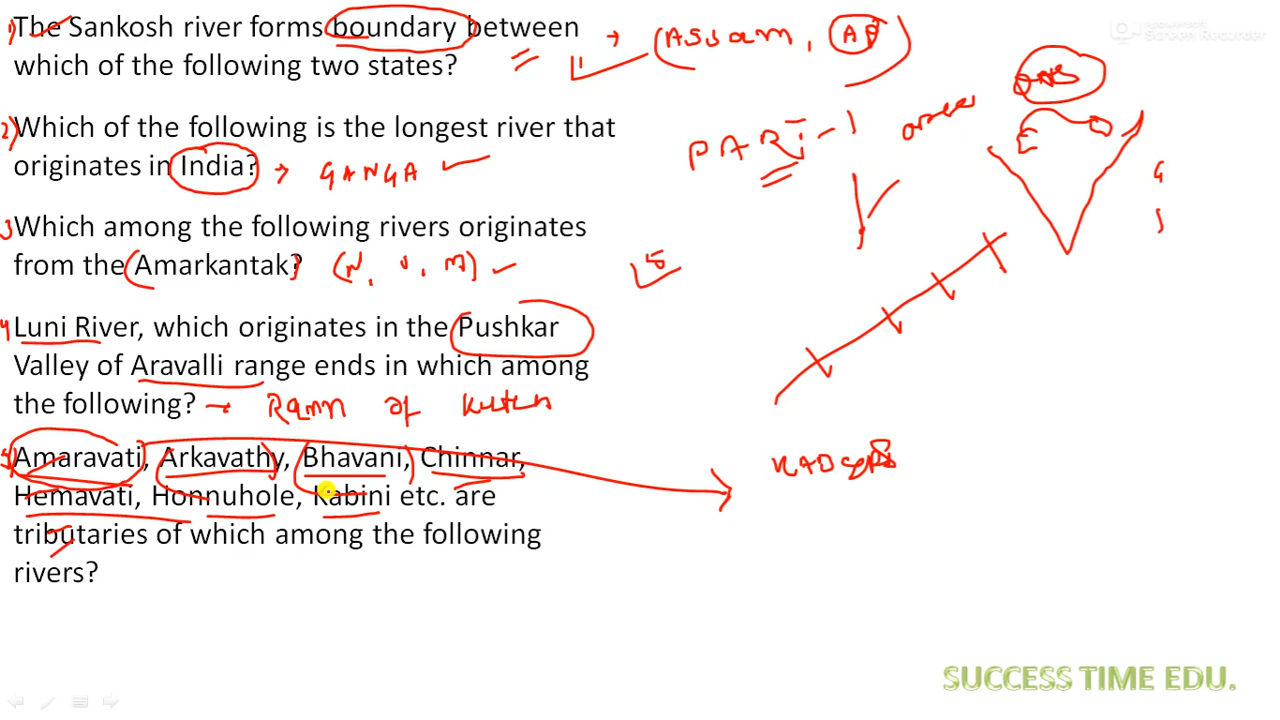 1) The Sankosh river forms boundary between → (Assam, AP)
which of the following two states?
2) Which of the following is the longest river that
originates in India? → GANGA
PART-1
3 Which among the following rivers originates
from the (Amarkantak? (N, , M)
4 Luni River, which originates in the Pushkar
Valley of Aravalli range ends in which among
the following? → Rann of Kutch
5) Amaravati, Arkavathy, Bhavani, Chinnar,
Hemavati, Honnuhole, Kabini etc. are
tributaries of which among the following
rivers?
Screen Recorder
SUCCESS TIME EDU.